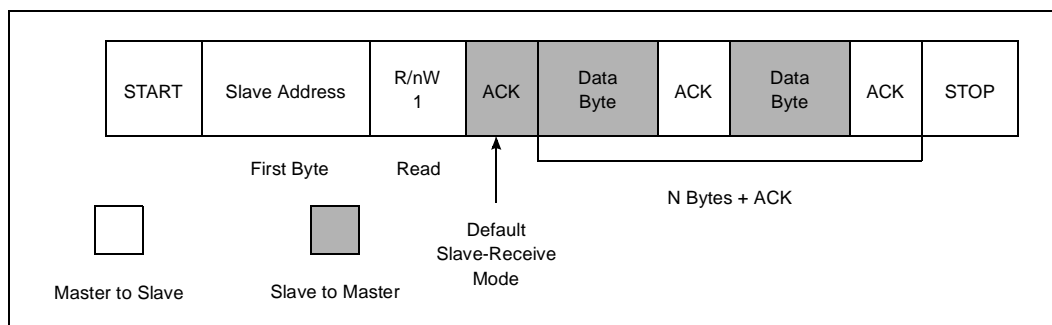 START
Slave Address
R/nW
1
ACK
Data
Byte
ACK
Data
Byte
ACK
STOP
First Byte
Read
N Bytes + ACK
Default
Slave-Receive
Mode
Master to Slave
Slave to Master